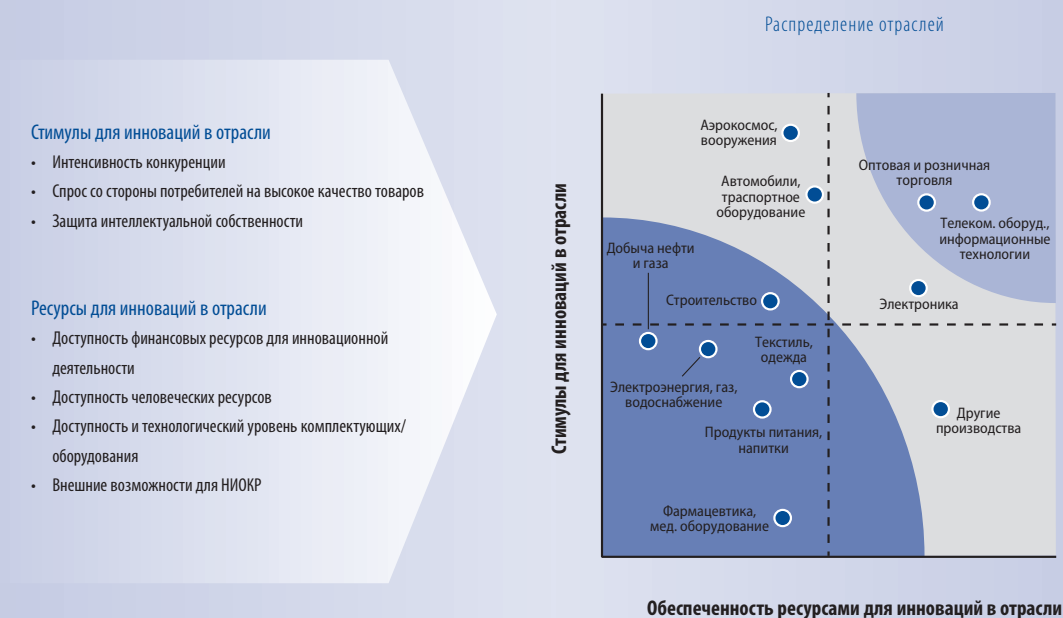 Распределение отраслей
Стимулы для инноваций в отрасли
• Интенсивность конкуренции
• Спрос со стороны потребителей на высокое качество товаров
• Защита интеллектуальной собственности
Ресурсы для инноваций в отрасли
• Доступность финансовых ресурсов для инновационной
деятельности
• Доступность человеческих ресурсов
• Доступность и технологический уровень комплектующих/
оборудования
• Внешние возможности для НИОКР
Стимулы для инноваций в отрасли
Аэрокосмос,
вооружения
Автомобили,
траспортное
оборудование
Оптовая и розничная
торговля
Телеком. оборуд.,
информационные
технологии
Добыча нефти
и газа
Строительство
Электроника
Текстиль,
одежда
Электроэнергия, газ,
водоснабжение
Продукты питания,
напитки
Другие
производства
Фармацевтика,
мед. оборудование
Обеспеченность ресурсами для инноваций в отрасли